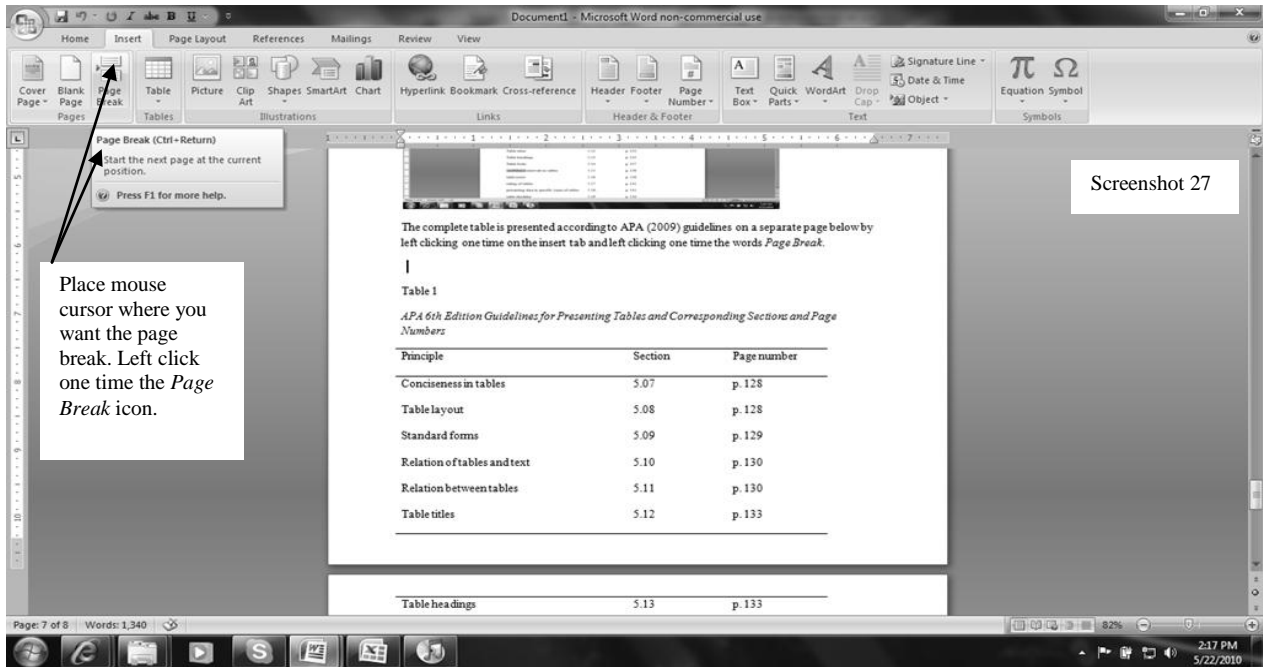 Document1 - Microsoft Word non-commercial use
Home Insert Page Layout References Mailings Review View
Cover Page
Blank Page
Page Break
Table
Picture
Clip Art
Shapes
SmartArt
Chart
Hyperlink
Bookmark
Cross-reference
Header
Footer
Page Number
Text Box
Quick Parts
WordArt
Drop Cap
Signature Line
Date & Time
Object
Equation
Symbol
Pages Tables Illustrations Links Header & Footer Text Symbols
Page Break (Ctrl+Return)
Start the next page at the current
position.
Press F1 for more help.
Screenshot 27
Place mouse
cursor where you
want the page
break. Left click
one time the Page
Break icon.
The complete table is presented according to APA (2009) guidelines on a separate page below by
left clicking one time on the insert tab and left clicking one time the words Page Break.
Table 1
APA 6th Edition Guidelines for Presenting Tables and Corresponding Sections and Page
Numbers
Principle Section Page number
Conciseness in tables 5.07 p. 128
Table layout 5.08 p. 128
Standard forms 5.09 p. 129
Relation of tables and text 5.10 p. 130
Relation between tables 5.11 p. 130
Table titles 5.12 p. 133
Table headings 5.13 p. 133
Page: 7 of 8 Words: 1,340 82%
2:17 PM
5/22/2010